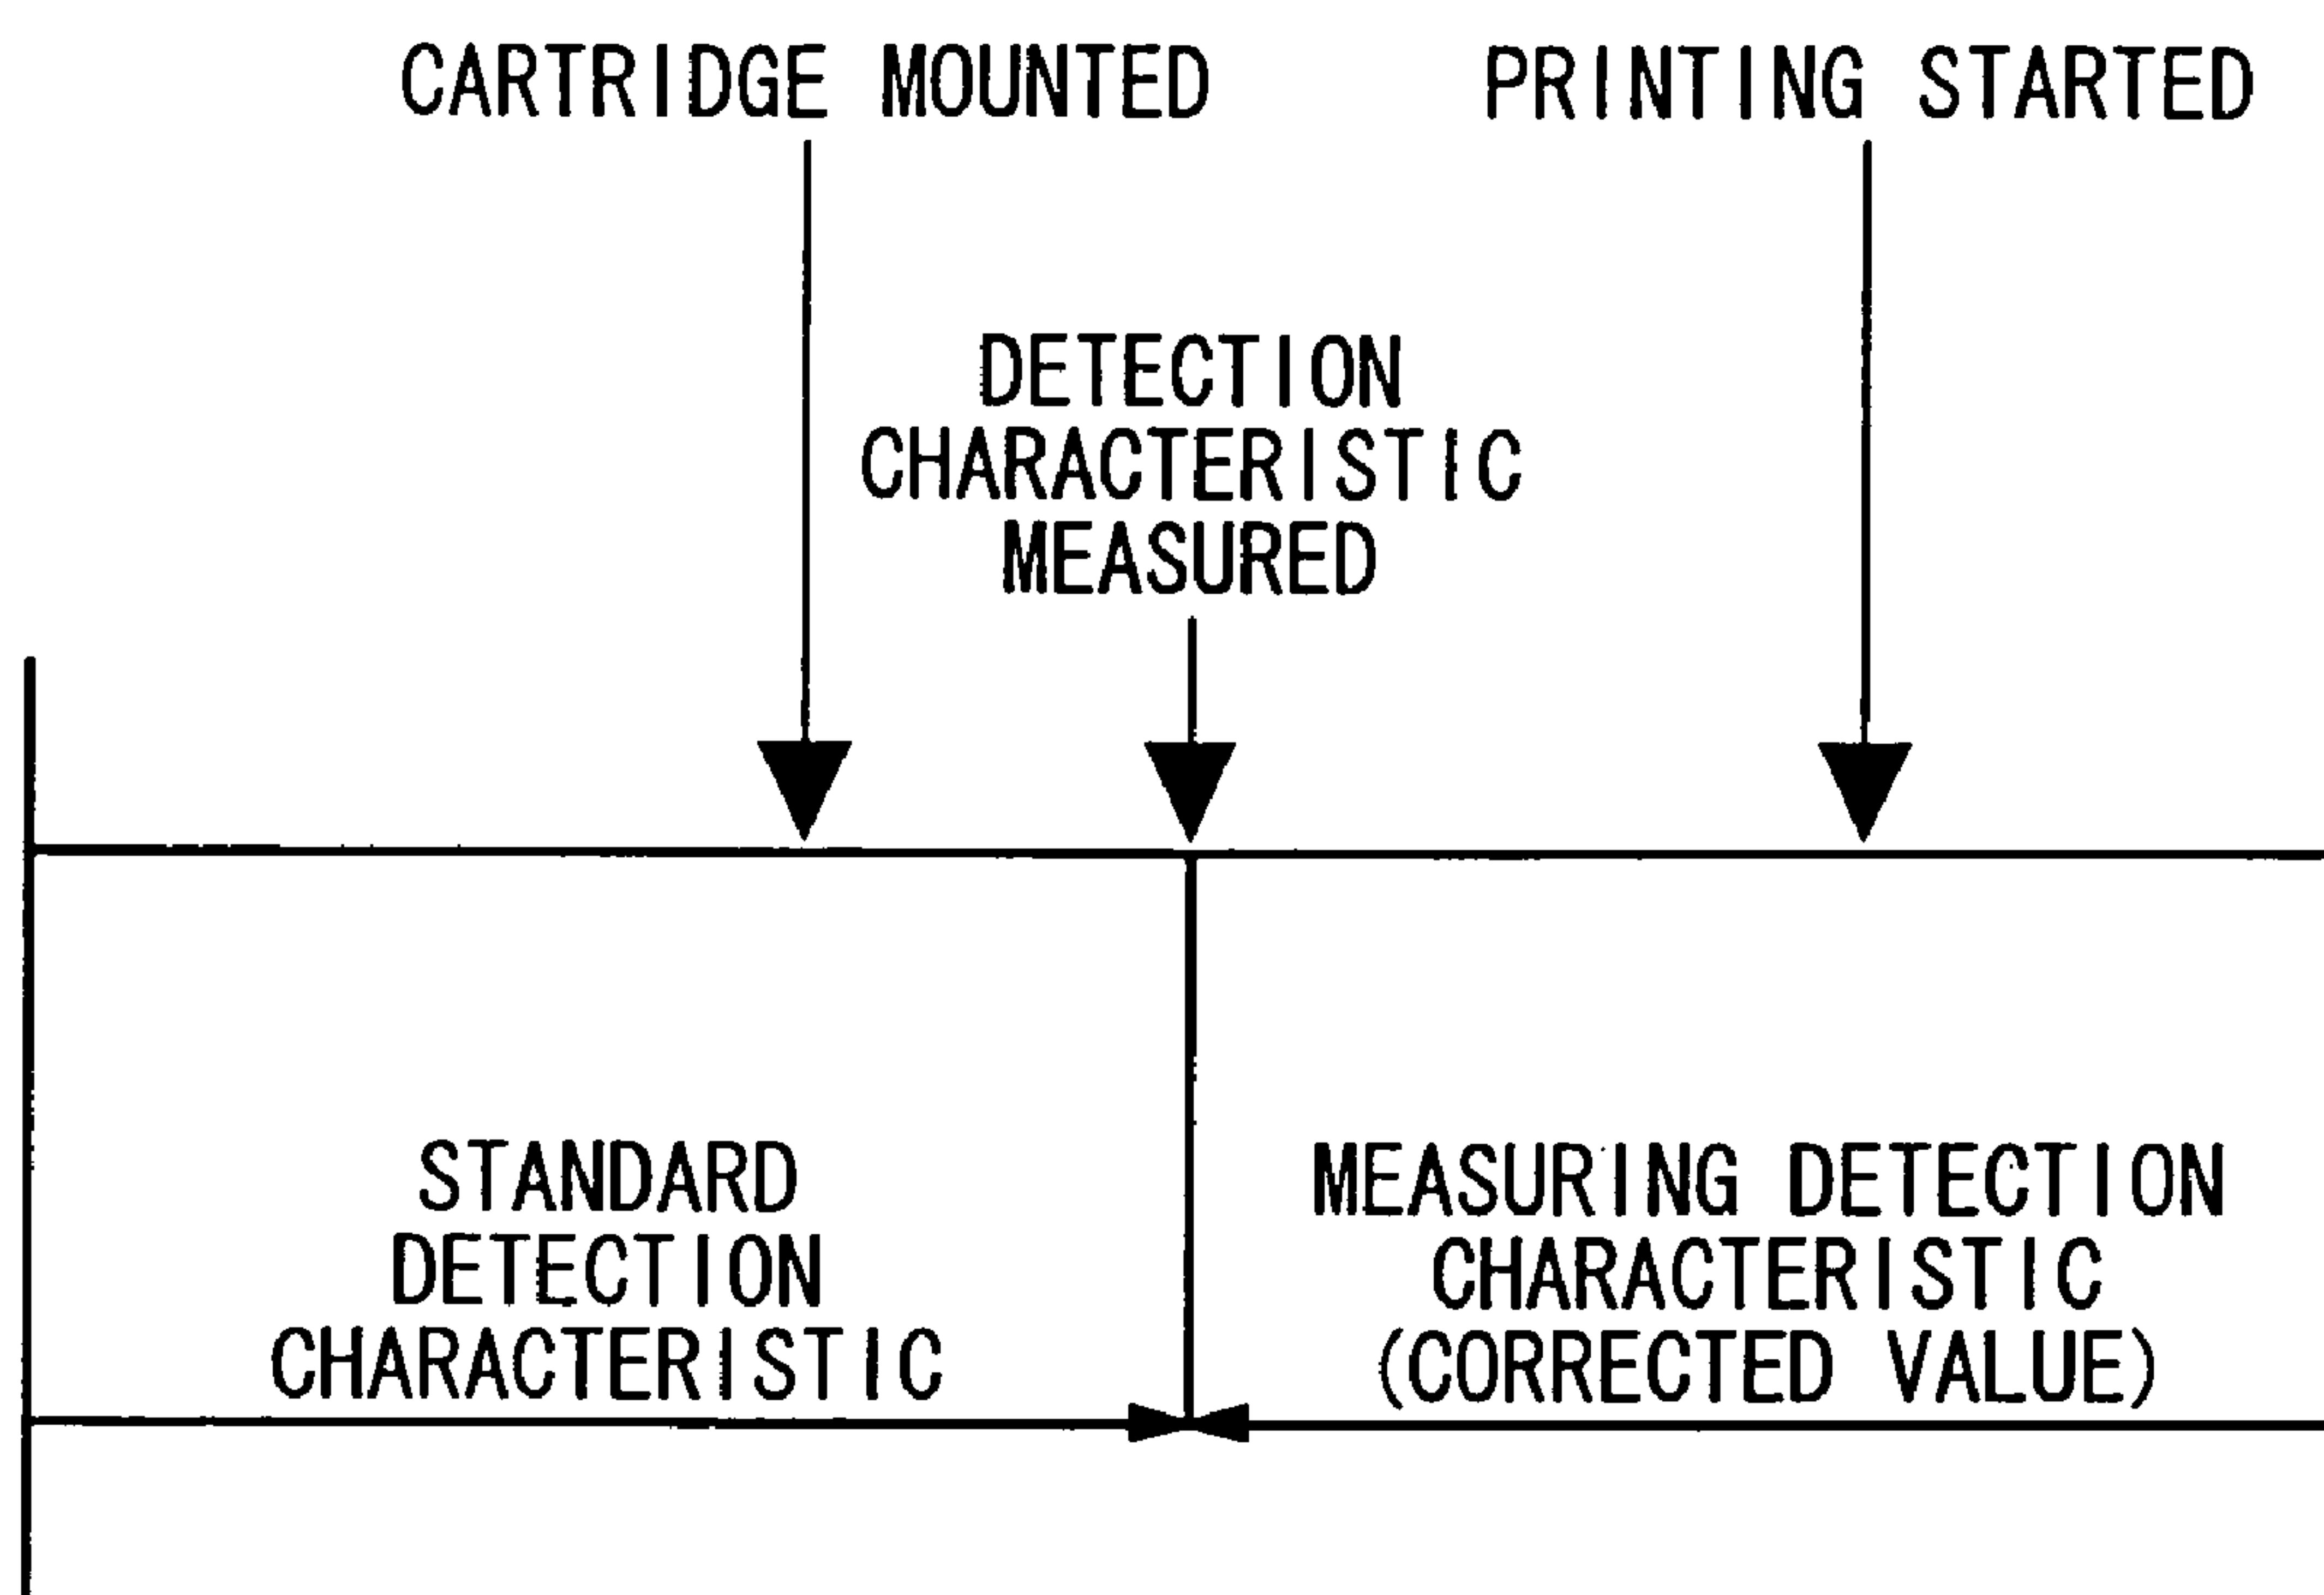 CARTRIDGE MOUNTED
PRINTING STARTED
DETECTION
CHARACTERISTIC
MEASURED
STANDARD
DETECTION
CHARACTERISTIC
MEASURING DETECTION
CHARACTERISTIC
(CORRECTED VALUE)